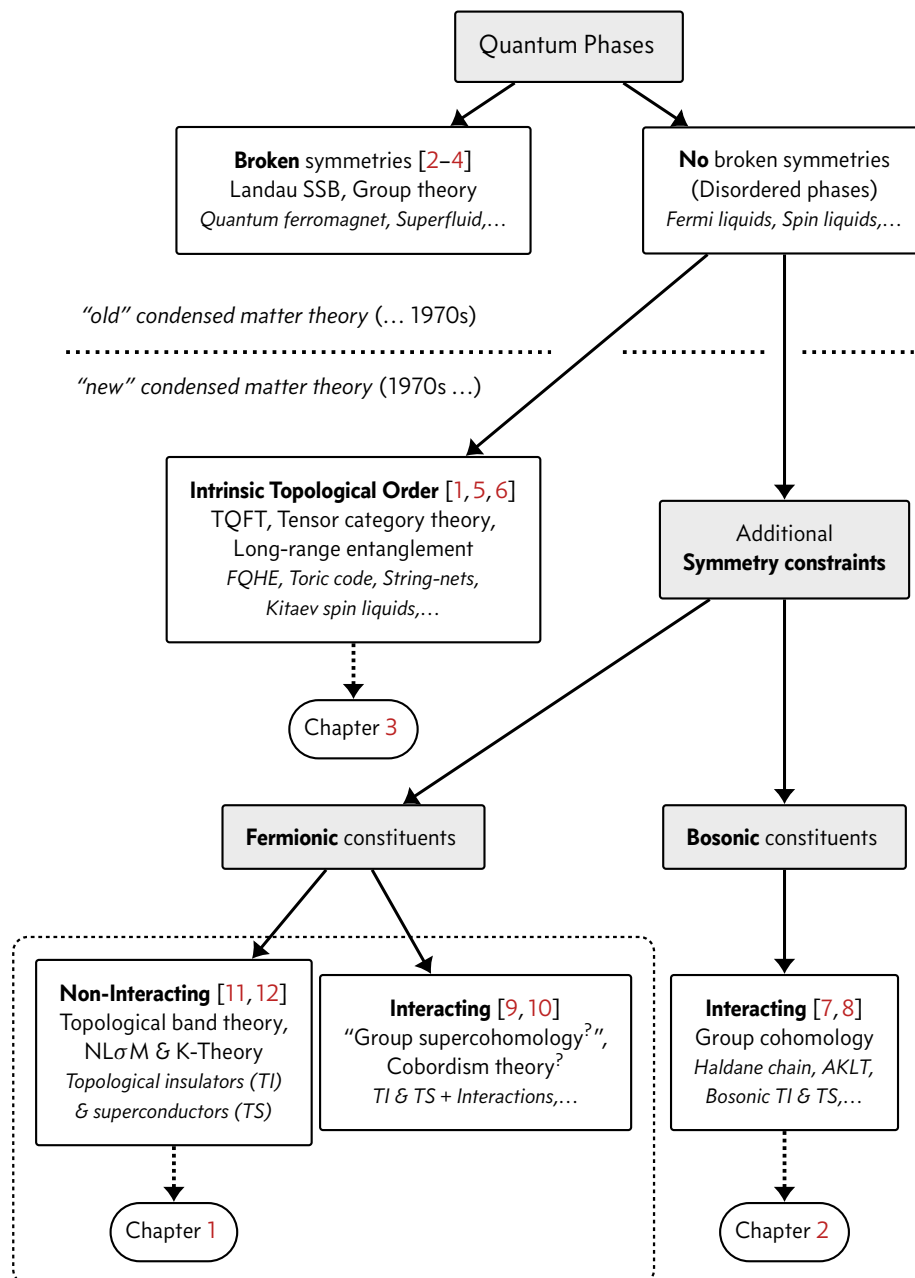 Quantum Phases
Broken symmetries [2–4]
Landau SSB, Group theory
Quantum ferromagnet, Superfluid,…
No broken symmetries
(Disordered phases)
Fermi liquids, Spin liquids,…
“old” condensed matter theory (… 1970s)
“new” condensed matter theory (1970s …)
Intrinsic Topological Order [1, 5, 6]
TQFT, Tensor category theory,
Long-range entanglement
FQHE, Toric code, String-nets,
Kitaev spin liquids,…
Additional
Symmetry constraints
Chapter 3
Fermionic constituents
Bosonic constituents
Non-Interacting [11, 12]
Topological band theory,
NLσM & K-Theory
Topological insulators (TI)
& superconductors (TS)
Interacting [9, 10]
“Group supercohomology?”,
Cobordism theory?
TI & TS + Interactions,…
Interacting [7, 8]
Group cohomology
Haldane chain, AKLT,
Bosonic TI & TS,…
Chapter 1
Chapter 2